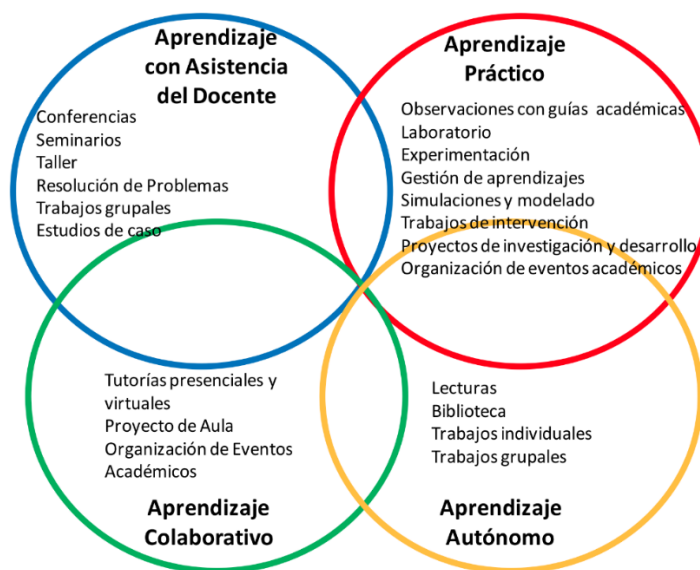 Aprendizaje
con Asistencia
del Docente
Conferencias
Seminarios
Taller
Resolución de Problemas
Trabajos grupales
Estudios de caso
Aprendizaje
Práctico
Observaciones con guías académicas
Laboratorio
Experimentación
Gestión de aprendizajes
Simulaciones y modelado
Trabajos de intervención
Proyectos de investigación y desarrollo
Organización de eventos académicos
Tutorías presenciales y
virtuales
Proyecto de Aula
Organización de Eventos
Académicos
Aprendizaje
Colaborativo
Lecturas
Biblioteca
Trabajos individuales
Trabajos grupales
Aprendizaje
Autónomo